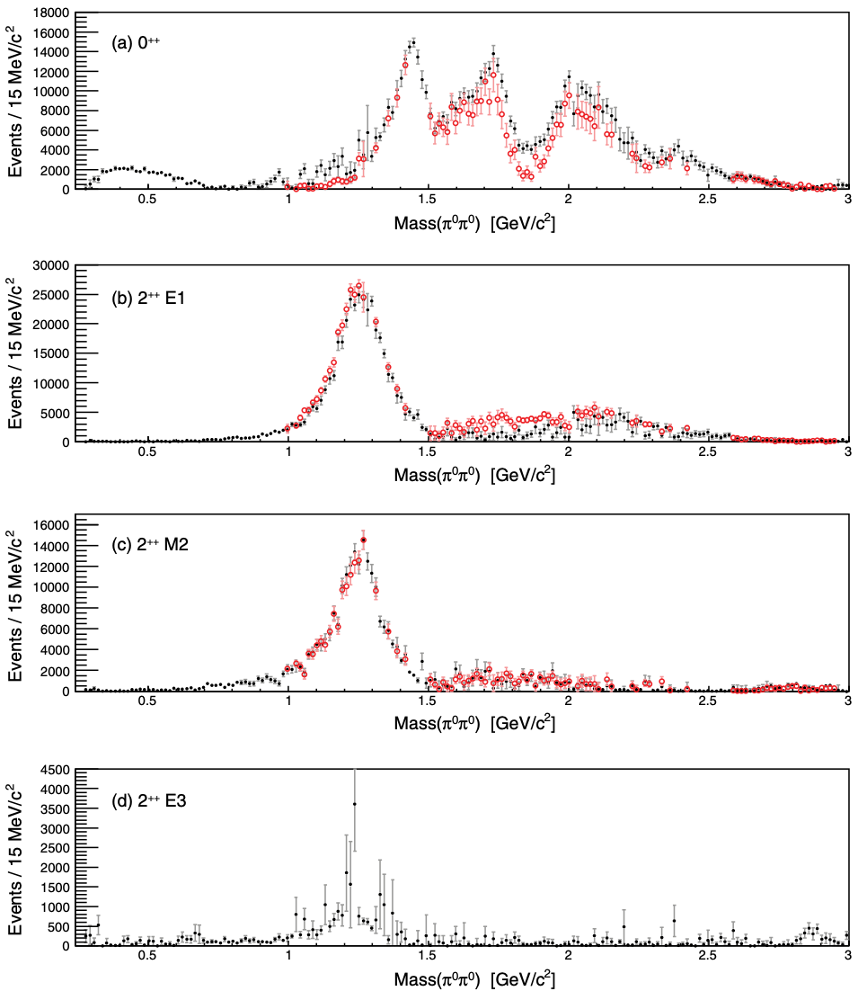 18000
16000
14000
12000
10000
8000
6000
4000
2000
0
Events / 15 MeV/c²
(a) 0⁺⁺
0.5 1 1.5 2 2.5 3
Mass(π⁰π⁰) [GeV/c²]
30000
25000
20000
15000
10000
5000
0
Events / 15 MeV/c²
(b) 2⁺⁺ E1
0.5 1 1.5 2 2.5 3
Mass(π⁰π⁰) [GeV/c²]
16000
14000
12000
10000
8000
6000
4000
2000
0
Events / 15 MeV/c²
(c) 2⁺⁺ M2
0.5 1 1.5 2 2.5 3
Mass(π⁰π⁰) [GeV/c²]
4500
4000
3500
3000
2500
2000
1500
1000
500
0
Events / 15 MeV/c²
(d) 2⁺⁺ E3
0.5 1 1.5 2 2.5 3
Mass(π⁰π⁰) [GeV/c²]